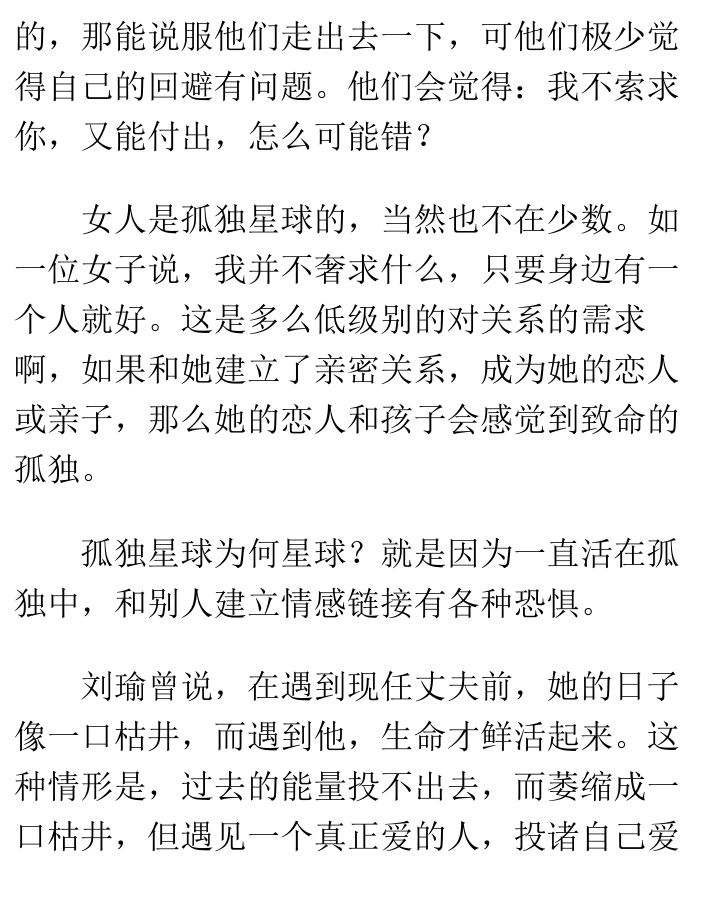 的，那能说服他们走出去一下，可他们极少觉
得自己的回避有问题。他们会觉得：我不索求
你，又能付出，怎么可能错？
女人是孤独星球的，当然也不在少数。如
一位女子说，我并不奢求什么，只要身边有一
个人就好。这是多么低级别的对关系的需求
啊，如果和她建立了亲密关系，成为她的恋人
或亲子，那么她的恋人和孩子会感觉到致命的
孤独。
孤独星球为何星球？就是因为一直活在孤
独中，和别人建立情感链接有各种恐惧。
刘瑜曾说，在遇到现任丈夫前，她的日子
像一口枯井，而遇到他，生命才鲜活起来。这
种情形是，过去的能量投不出去，而萎缩成一
口枯井，但遇见一个真正爱的人，投诸自己爱